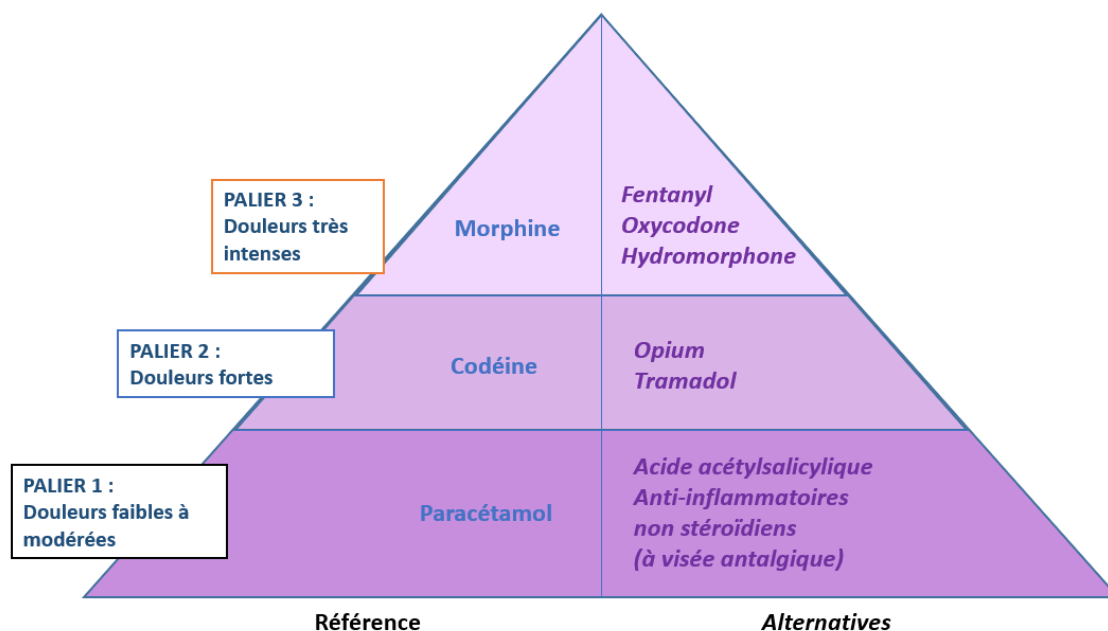 PALIER 3 :
Douleurs très
intenses
Morphine
Fentanyl
Oxycodone
Hydromorphone
PALIER 2 :
Douleurs fortes
Codéine
Opium
Tramadol
PALIER 1 :
Douleurs faibles à
modérées
Paracétamol
Acide acétylsalicylique
Anti-inflammatoires
non stéroïdiens
(à visée antalgique)
Référence
Alternatives